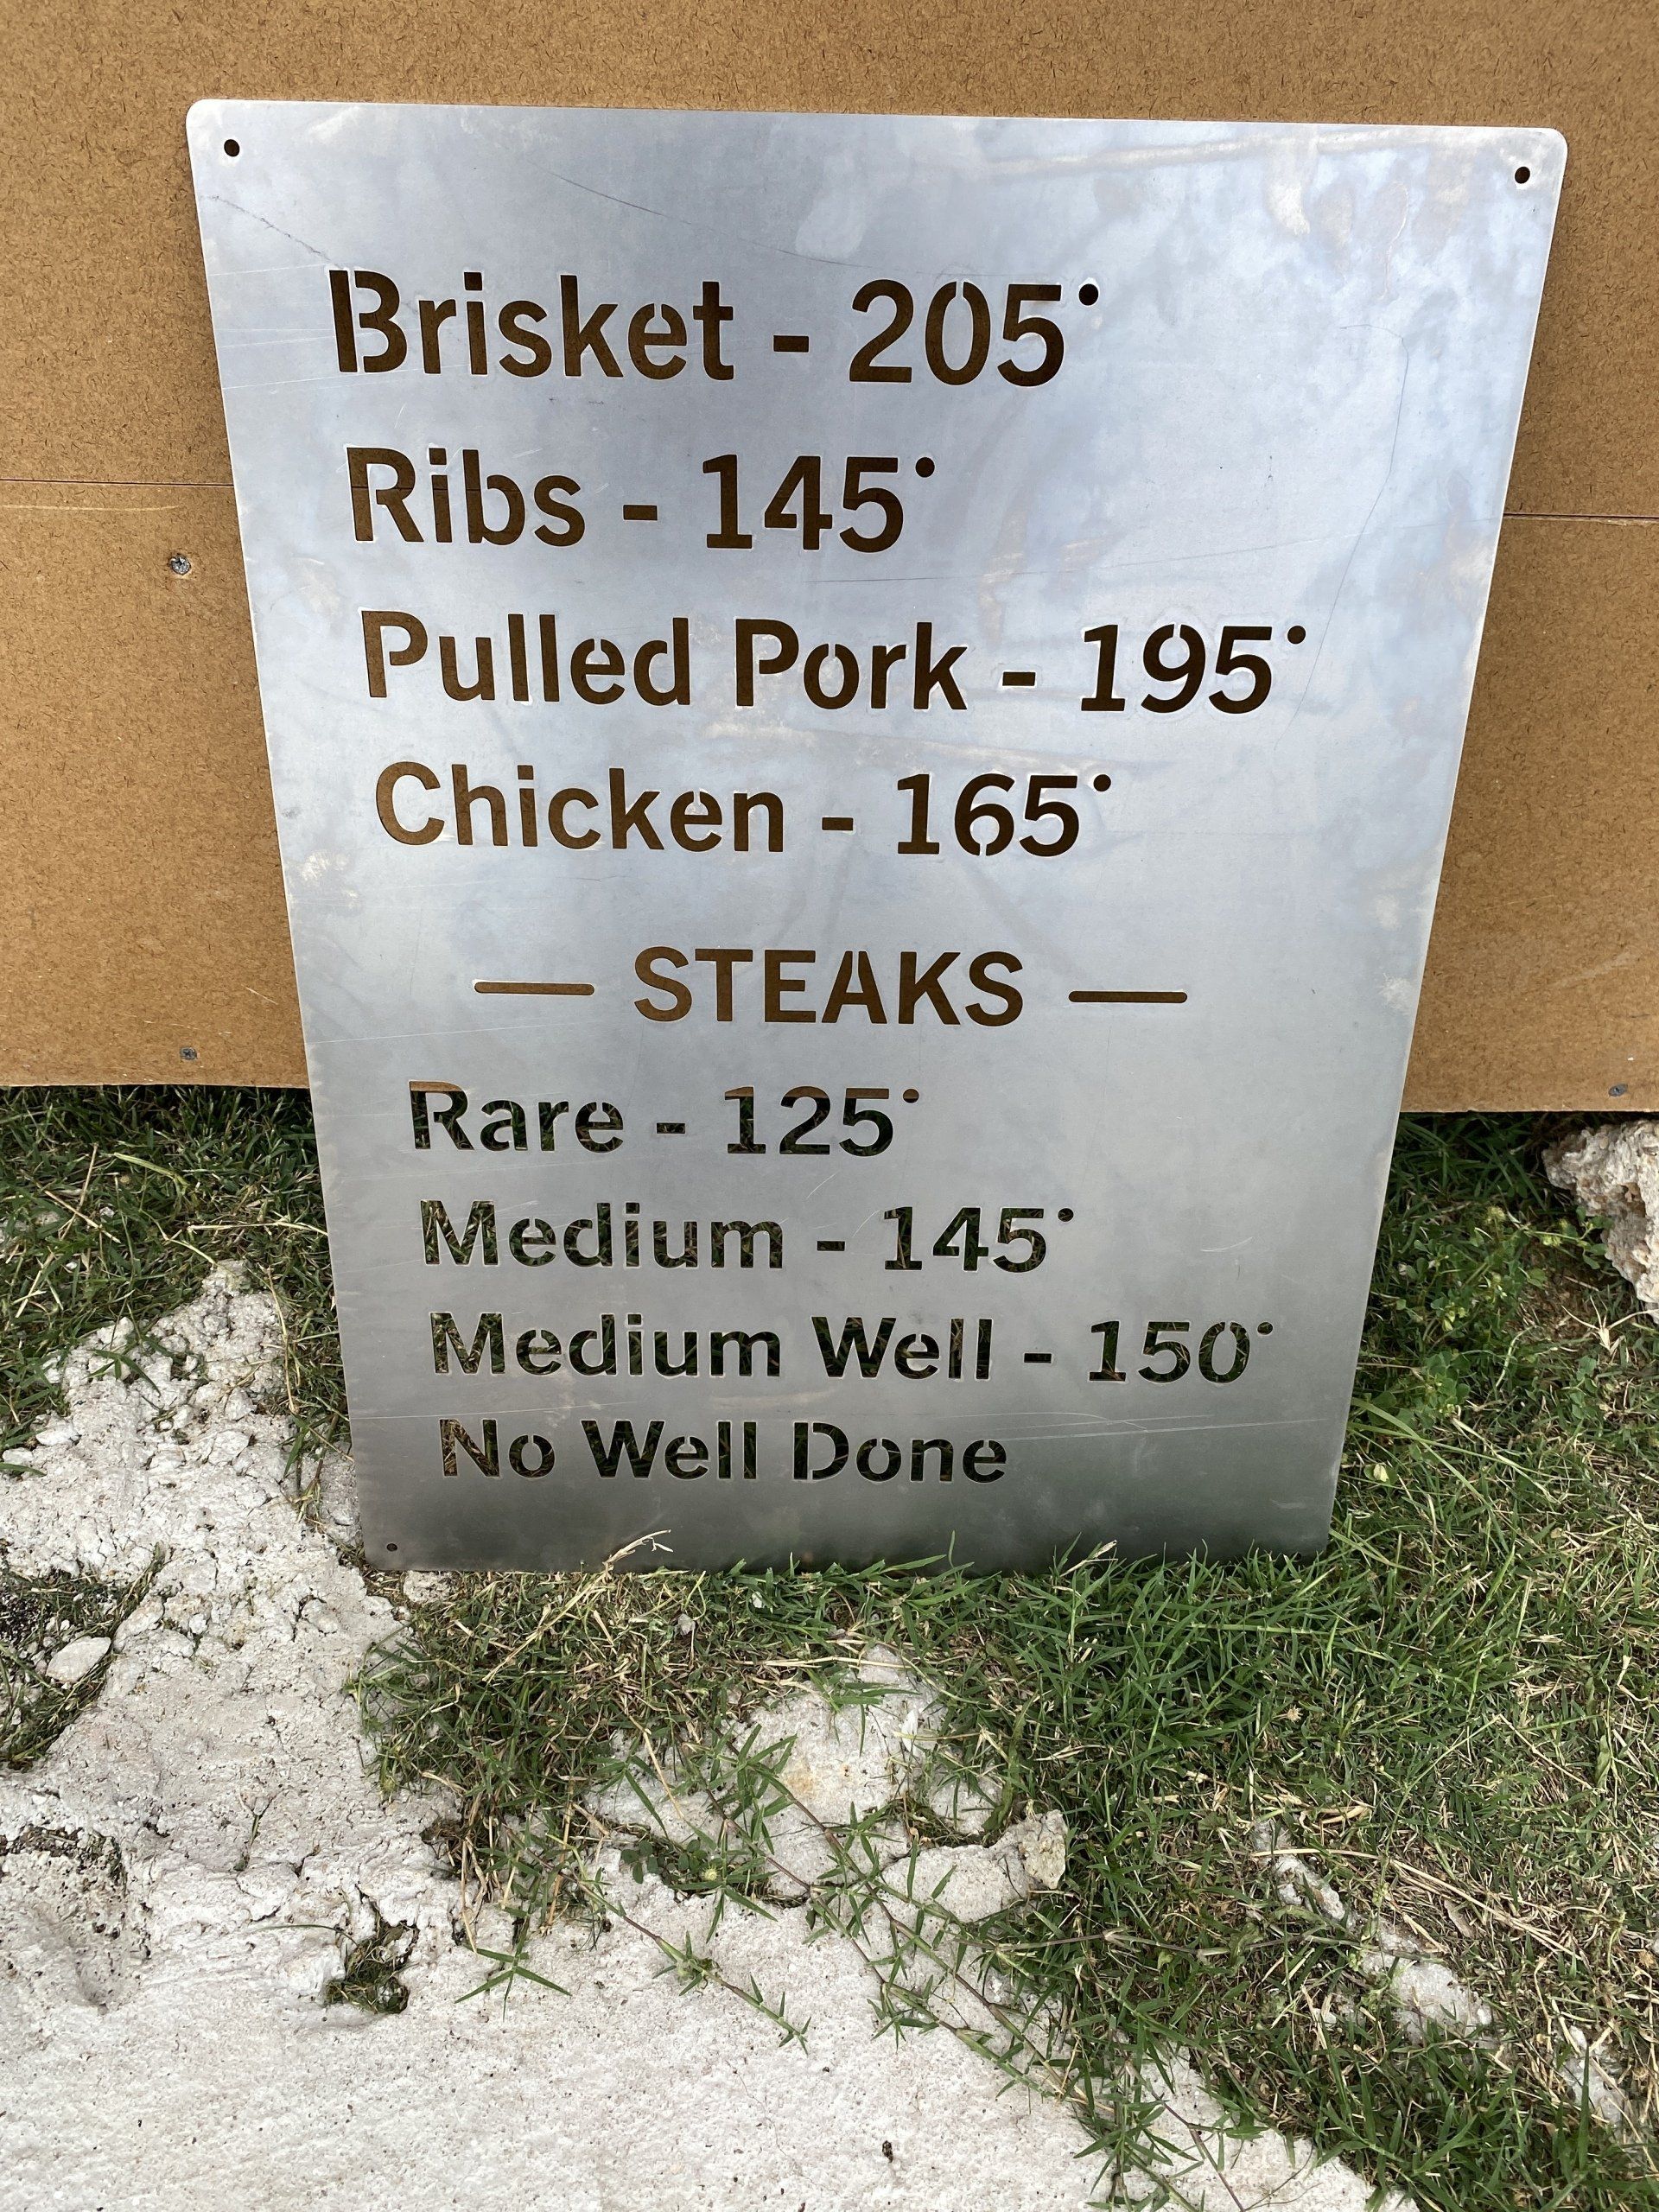 Brisket - 205°
Ribs - 145°
Pulled Pork - 195°
Chicken - 165°
— STEAKS —
Rare - 125°
Medium - 145°
Medium Well - 150°
No Well Done